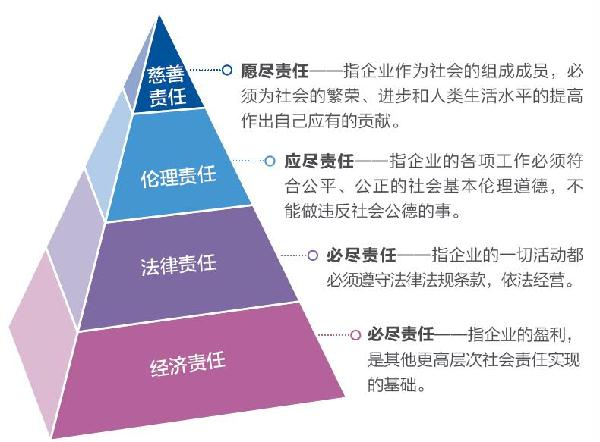 慈善
责任
愿尽责任——指企业作为社会的组成成员，必
须为社会的繁荣、进步和人类生活水平的提高
作出自己应有的贡献。
伦理责任
应尽责任——指企业的各项工作必须符
合公平、公正的社会基本伦理道德，不
能做违反社会公德的事。
法律责任
必尽责任——指企业的一切活动都
必须遵守法律法规条款，依法经营。
经济责任
必尽责任——指企业的盈利，
是其他更高层次社会责任实现
的基础。